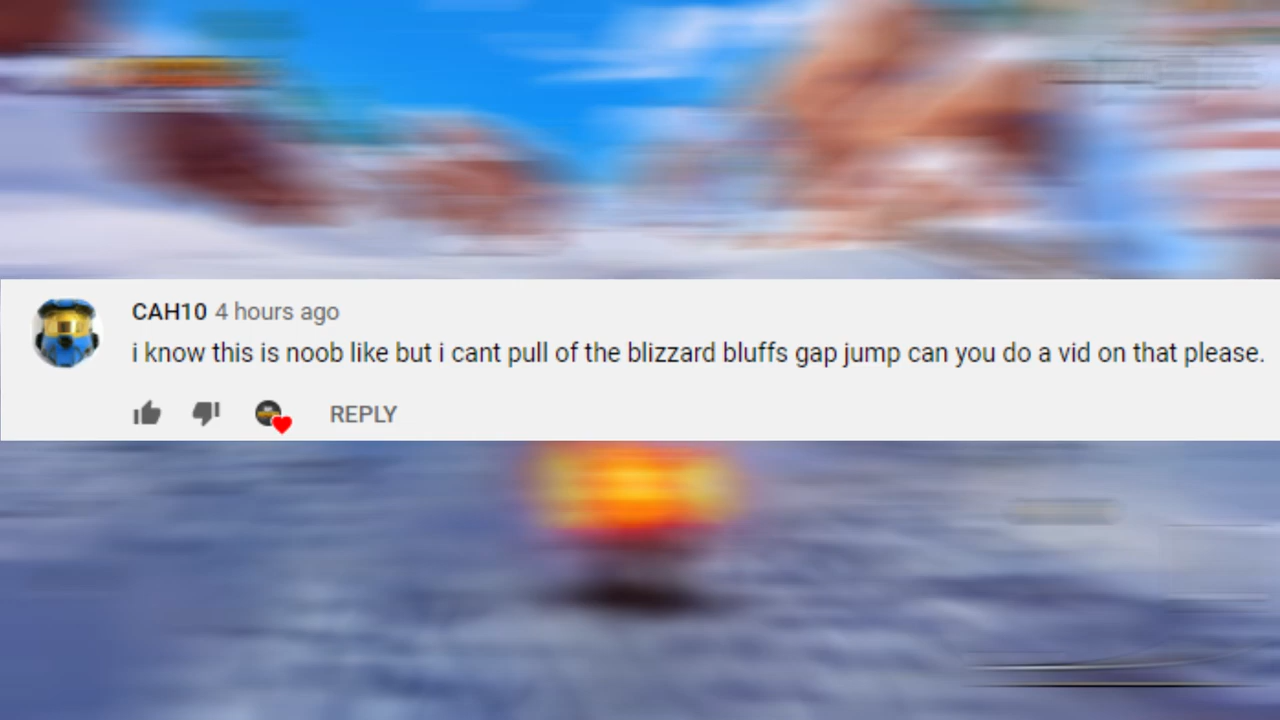 CAH10 4 hours ago
i know this is noob like but i cant pull of the blizzard bluffs gap jump can you do a vid on that please.
REPLY